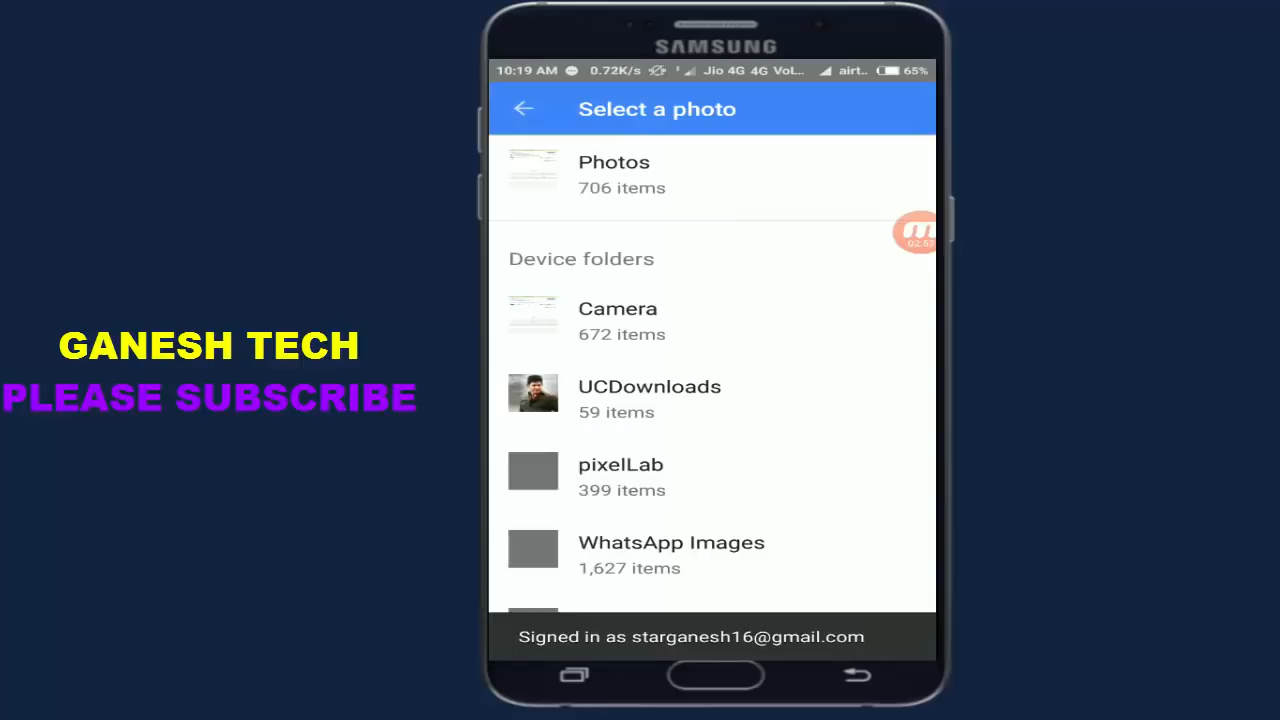 SAMSUNG
10:19 AM 0.72K/s Jio 4G 4G VoL... airt.. 65%
Select a photo
Photos
706 items
Device folders
Camera
672 items
UCDownloads
59 items
pixelLab
399 items
WhatsApp Images
1,627 items
Signed in as starganesh16@gmail.com
GANESH TECH
PLEASE SUBSCRIBE